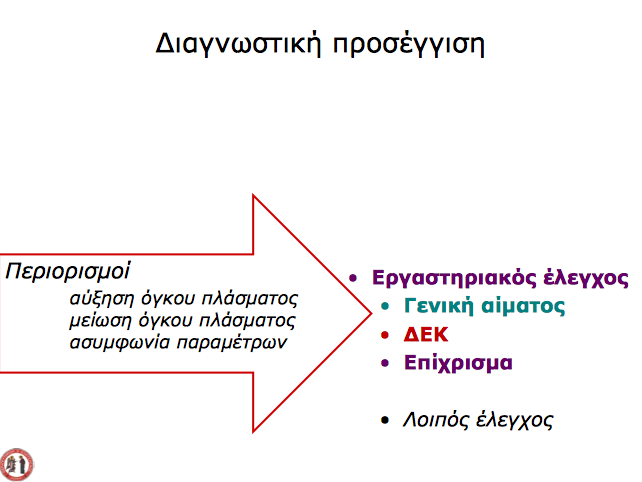 Διαγνωστική προσέγγιση
Περιορισμοί
αύξηση όγκου πλάσματος
μείωση όγκου πλάσματος
ασυμφωνία παραμέτρων
• Εργαστηριακός έλεγχος
• Γενική αίματος
• ΔΕΚ
• Επίχρισμα
• Λοιπός έλεγχος